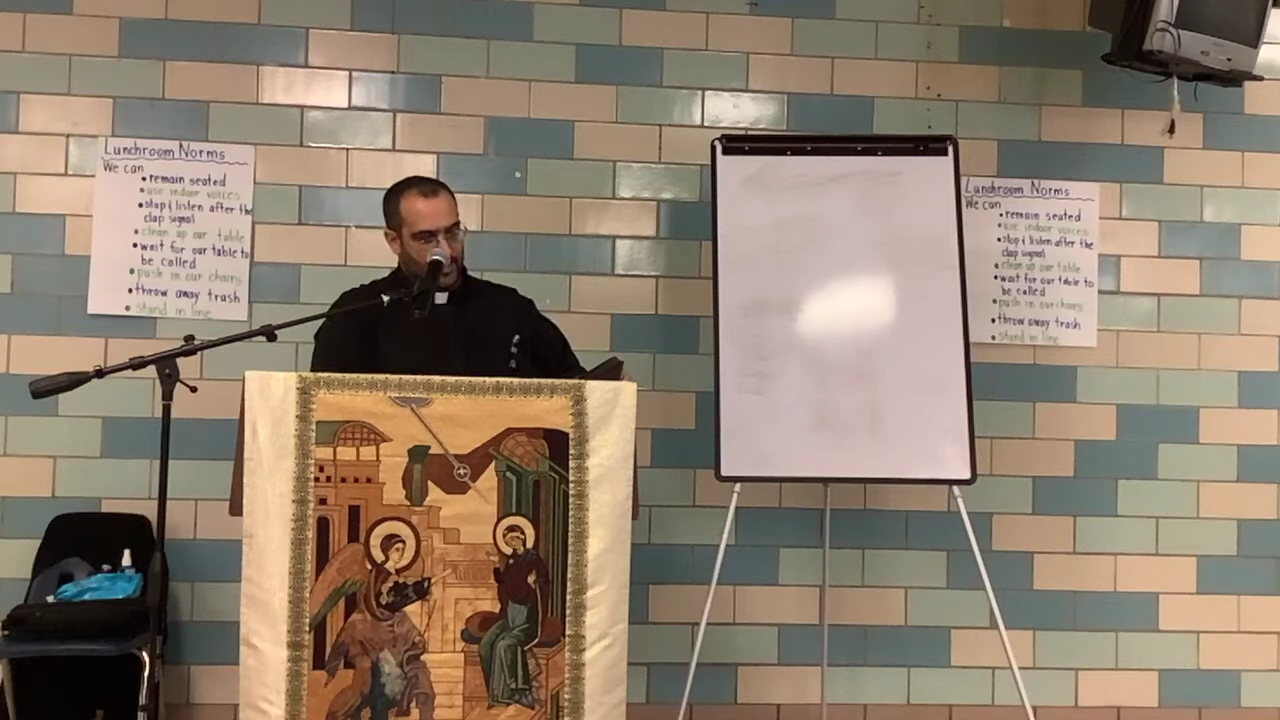 Lunchroom Norms
We can
• remain seated
• use indoor voices
• stop & listen after the
clap signal
• clean up our table
• wait for our table to
be called
• push in our chairs
• throw away trash
• stand in line
Lunchroom Norms
We can
• remain seated
• use indoor voices
• stop & listen after the
clap signal
• clean up our table
• wait for our table to
be called
• push in our chairs
• throw away trash
• stand in line